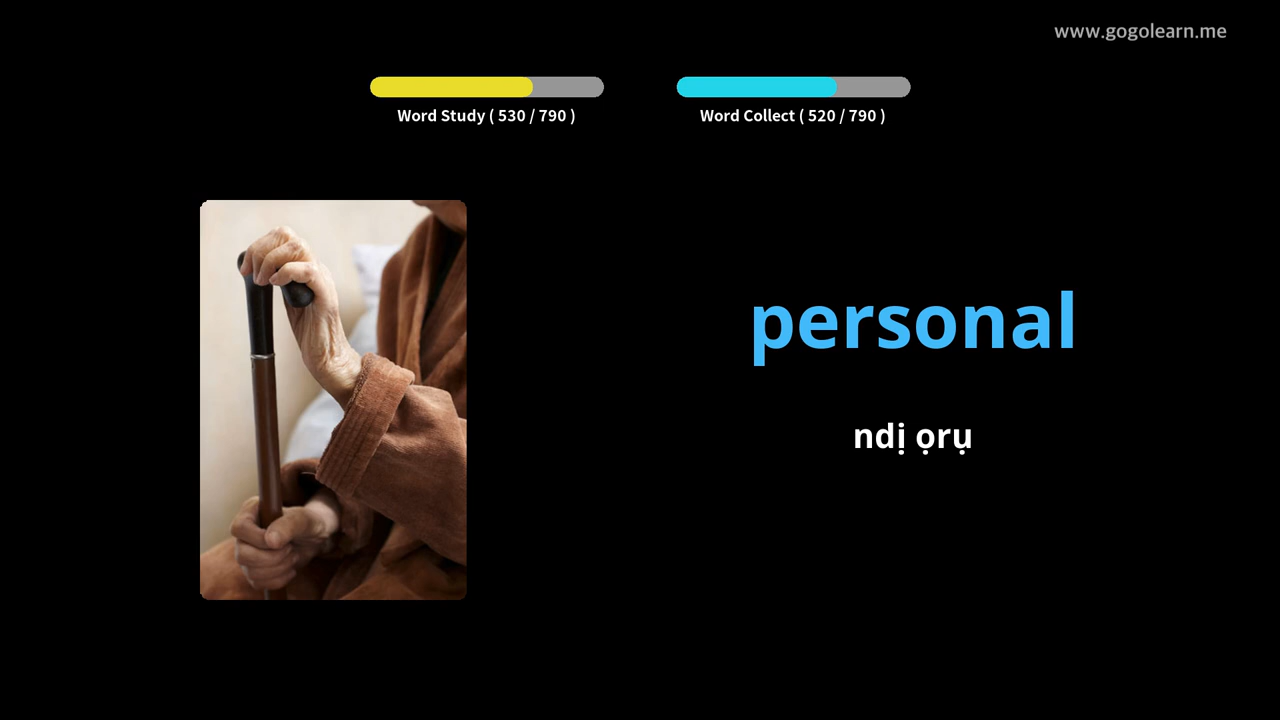 www.gogolearn.me
Word Study ( 530 / 790 )
Word Collect ( 520 / 790 )
personal
ndị ọrụ